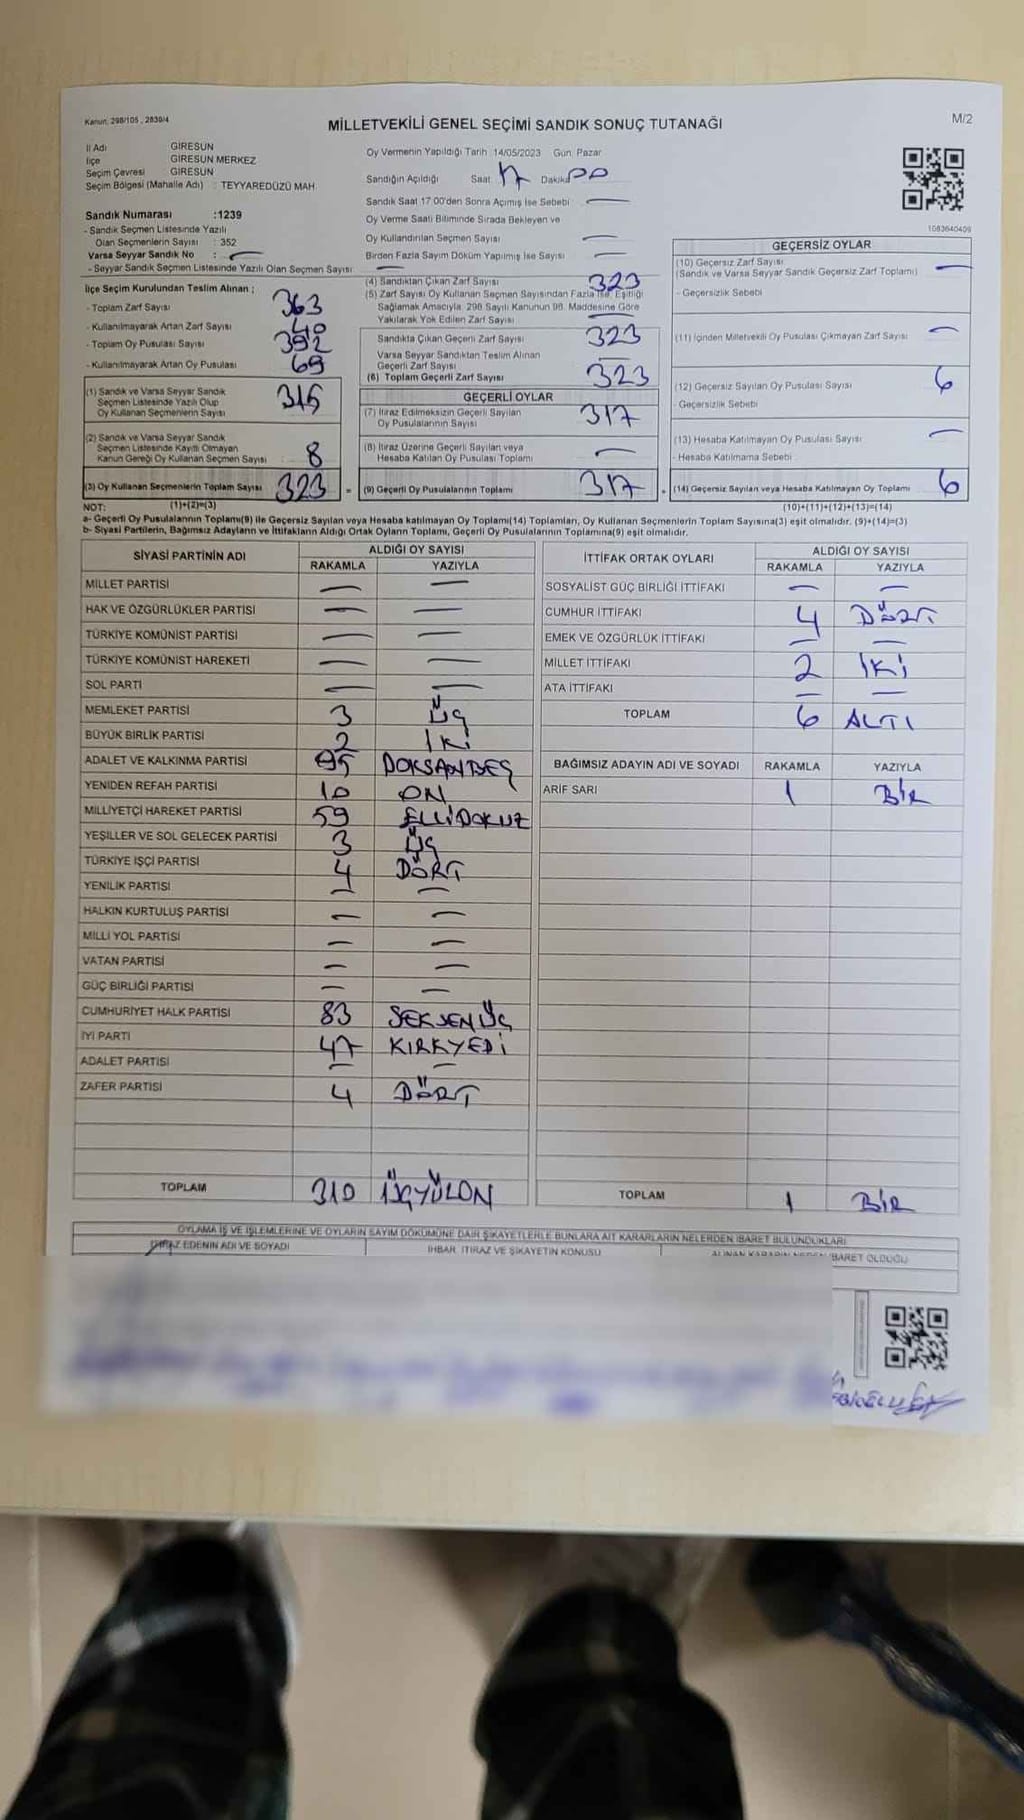 Kanun, 298/105 , 2839/4
MİLLETVEKİLİ GENEL SEÇİMİ SANDIK SONUÇ TUTANAĞI
M/2
İl Adı GİRESUN
İlçe GİRESUN MERKEZ
Seçim Çevresi GİRESUN
Seçim Bölgesi (Mahalle Adı) : TEYYAREDÜZÜ MAH
Sandık Numarası :1239
- Sandık Seçmen Listesinde Yazılı
Olan Seçmenlerin Sayısı : 352
Varsa Seyyar Sandık No : —
- Seyyar Sandık Seçmen Listesinde Yazılı Olan Seçmen Sayısı —
Oy Vermenin Yapıldığı Tarih 14/05/2023 Gün. Pazar
Sandığın Açıldığı Saat 17 Dakika 00
Sandık Saat 17.00'den Sonra Açımış İse Sebebi —
Oy Verme Saati Bitiminde Sırada Bekleyen ve
Oy Kullandırılan Seçmen Sayısı —
Birden Fazla Sayım Döküm Yapılmış İse Sayısı —
1083640409
İlçe Seçim Kurulundan Teslim Alınan ;
- Toplam Zarf Sayısı 363
- Kullanılmayarak Artan Zarf Sayısı 40
- Toplam Oy Pusulası Sayısı 392
- Kullanılmayarak Artan Oy Pusulası 69
(1) Sandık ve Varsa Seyyar Sandık
Seçmen Listesinde Yazılı Olup
Oy Kullanan Seçmenlerin Sayısı 315
(2) Sandık ve Varsa Seyyar Sandık
Seçmen Listesinde Kayıtlı Olmayan
Kanun Gereği Oy Kullanan Seçmen Sayısı : 8
(3) Oy Kullanan Seçmenlerin Toplam Sayısı 323
(4) Sandıktan Çıkan Zarf Sayısı 323
(5) Zarf Sayısı Oy Kullanan Seçmen Sayısından Fazla ise, Eşitliği
Sağlamak Amacıyla, 298 Sayılı Kanunun 98. Maddesine Göre
Yakılarak Yok Edilen Zarf Sayısı —
Sandıkta Çıkan Geçerli Zarf Sayısı 323
Varsa Seyyar Sandıktan Teslim Alınan
Geçerli Zarf Sayısı —
(6) Toplam Geçerli Zarf Sayısı 323
GEÇERLİ OYLAR
(7) İtiraz Edilmeksizin Geçerli Sayılan
Oy Pusulalarının Sayısı 317
(8) İtiraz Üzerine Geçerli Sayılan veya
Hesaba Katılan Oy Pusulası Toplamı —
= (9) Geçerli Oy Pusulalarının Toplamı 317
GEÇERSİZ OYLAR
(10) Geçersiz Zarf Sayısı
(Sandık ve Varsa Seyyar Sandık Geçersiz Zarf Toplamı) —
- Geçersizlik Sebebi
(11) İçinden Milletvekili Oy Pusulası Çıkmayan Zarf Sayısı —
(12) Geçersiz Sayılan Oy Pusulası Sayısı 6
- Geçersizlik Sebebi
(13) Hesaba Katılmayan Oy Pusulası Sayısı —
- Hesaba Katılmama Sebebi
+ (14) Geçersiz Sayılan veya Hesaba Katılmayan Oy Toplamı 6
NOT: (1)+(2)=(3) (10)+(11)+(12)+(13)=(14)
a- Geçerli Oy Pusulalarının Toplamı(9) ile Geçersiz Sayılan veya Hesaba katılmayan Oy Toplamı(14) Toplamları, Oy Kullanan Seçmenlerin Toplam Sayısına(3) eşit olmalıdır. (9)+(14)=(3)
b- Siyasi Partilerin, Bağımsız Adayların ve İttifakların Aldığı Ortak Oyların Toplamı, Geçerli Oy Pusulalarının Toplamına(9) eşit olmalıdır.
SİYASİ PARTİNİN ADI ALDIĞI OY SAYISI
RAKAMLA YAZIYLA
MİLLET PARTİSİ — —
HAK VE ÖZGÜRLÜKLER PARTİSİ — —
TÜRKİYE KOMÜNİST PARTİSİ — —
TÜRKİYE KOMÜNİST HAREKETİ — —
SOL PARTİ — —
MEMLEKET PARTİSİ 3 ÜÇ
BÜYÜK BİRLİK PARTİSİ 2 İKİ
ADALET VE KALKINMA PARTİSİ 95 DOKSANBEŞ
YENİDEN REFAH PARTİSİ 10 ON
MİLLİYETÇİ HAREKET PARTİSİ 59 ELLİDOKUZ
YEŞİLLER VE SOL GELECEK PARTİSİ 3 ÜÇ
TÜRKİYE İŞÇİ PARTİSİ 4 DÖRT
YENİLİK PARTİSİ — —
HALKIN KURTULUŞ PARTİSİ — —
MİLLİ YOL PARTİSİ — —
VATAN PARTİSİ — —
GÜÇ BİRLİĞİ PARTİSİ — —
CUMHURİYET HALK PARTİSİ 83 SEKSENÜÇ
İYİ PARTİ 47 KIRKYEDİ
ADALET PARTİSİ — —
ZAFER PARTİSİ 4 DÖRT
TOPLAM 310 ÜÇYÜZON
İTTİFAK ORTAK OYLARI ALDIĞI OY SAYISI
RAKAMLA YAZIYLA
SOSYALİST GÜÇ BİRLİĞİ İTTİFAKI — —
CUMHUR İTTİFAKI 4 DÖRT
EMEK VE ÖZGÜRLÜK İTTİFAKI — —
MİLLET İTTİFAKI 2 İKİ
ATA İTTİFAKI — —
TOPLAM 6 ALTI
BAĞIMSIZ ADAYIN ADI VE SOYADI RAKAMLA YAZIYLA
ARİF SARI 1 BİR
TOPLAM 1 BİR
OYLAMA İŞ VE İŞLEMLERİNE VE OYLARIN SAYIM DÖKÜMÜNE DAİR ŞİKAYETLERLE BUNLARA AİT KARARLARIN NELERDEN İBARET BULUNDUKLARI
İTİRAZ EDENİN ADI VE SOYADI İHBAR, İTİRAZ VE ŞİKAYETİN KONUSU ALINAN KARARIN NEDEN İBARET OLDUĞU